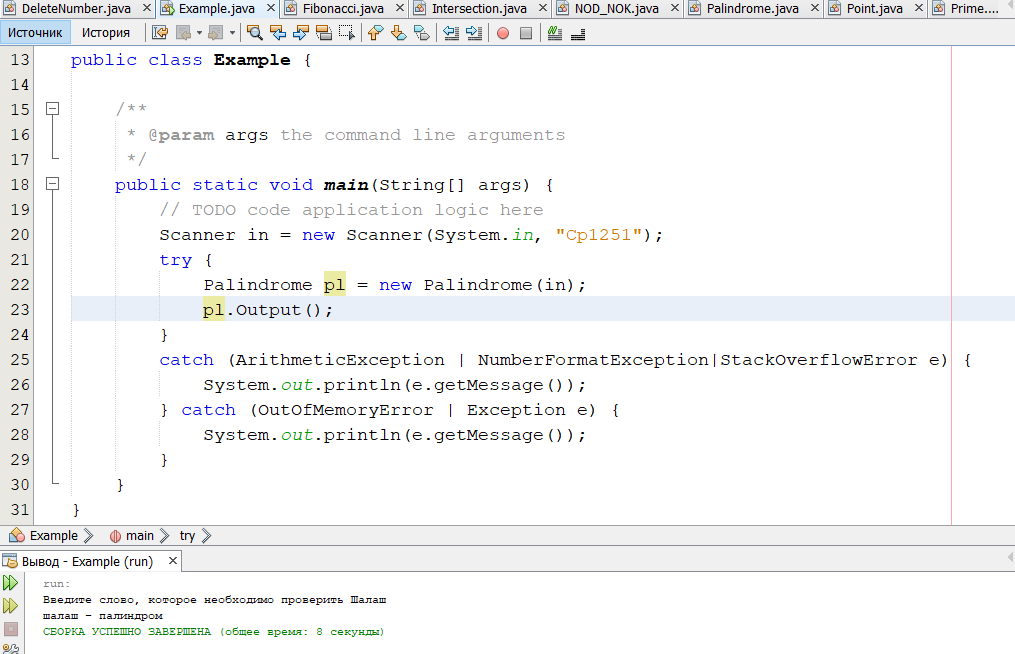 DeleteNumber.java Example.java Fibonacci.java Intersection.java NOD_NOK.java Palindrome.java Point.java Prime....
Источник История
13 public class Example {
14
15 /**
16 * @param args the command line arguments
17 */
18 public static void main(String[] args) {
19 // TODO code application logic here
20 Scanner in = new Scanner(System.in, "Cp1251");
21 try {
22 Palindrome pl = new Palindrome(in);
23 pl.Output();
24 }
25 catch (ArithmeticException | NumberFormatException|StackOverflowError e) {
26 System.out.println(e.getMessage());
27 } catch (OutOfMemoryError | Exception e) {
28 System.out.println(e.getMessage());
29 }
30 }
31 }
Example main try
Вывод - Example (run)
run:
Введите слово, которое необходимо проверить Шалаш
шалаш - палиндром
СБОРКА УСПЕШНО ЗАВЕРШЕНА (общее время: 8 секунды)